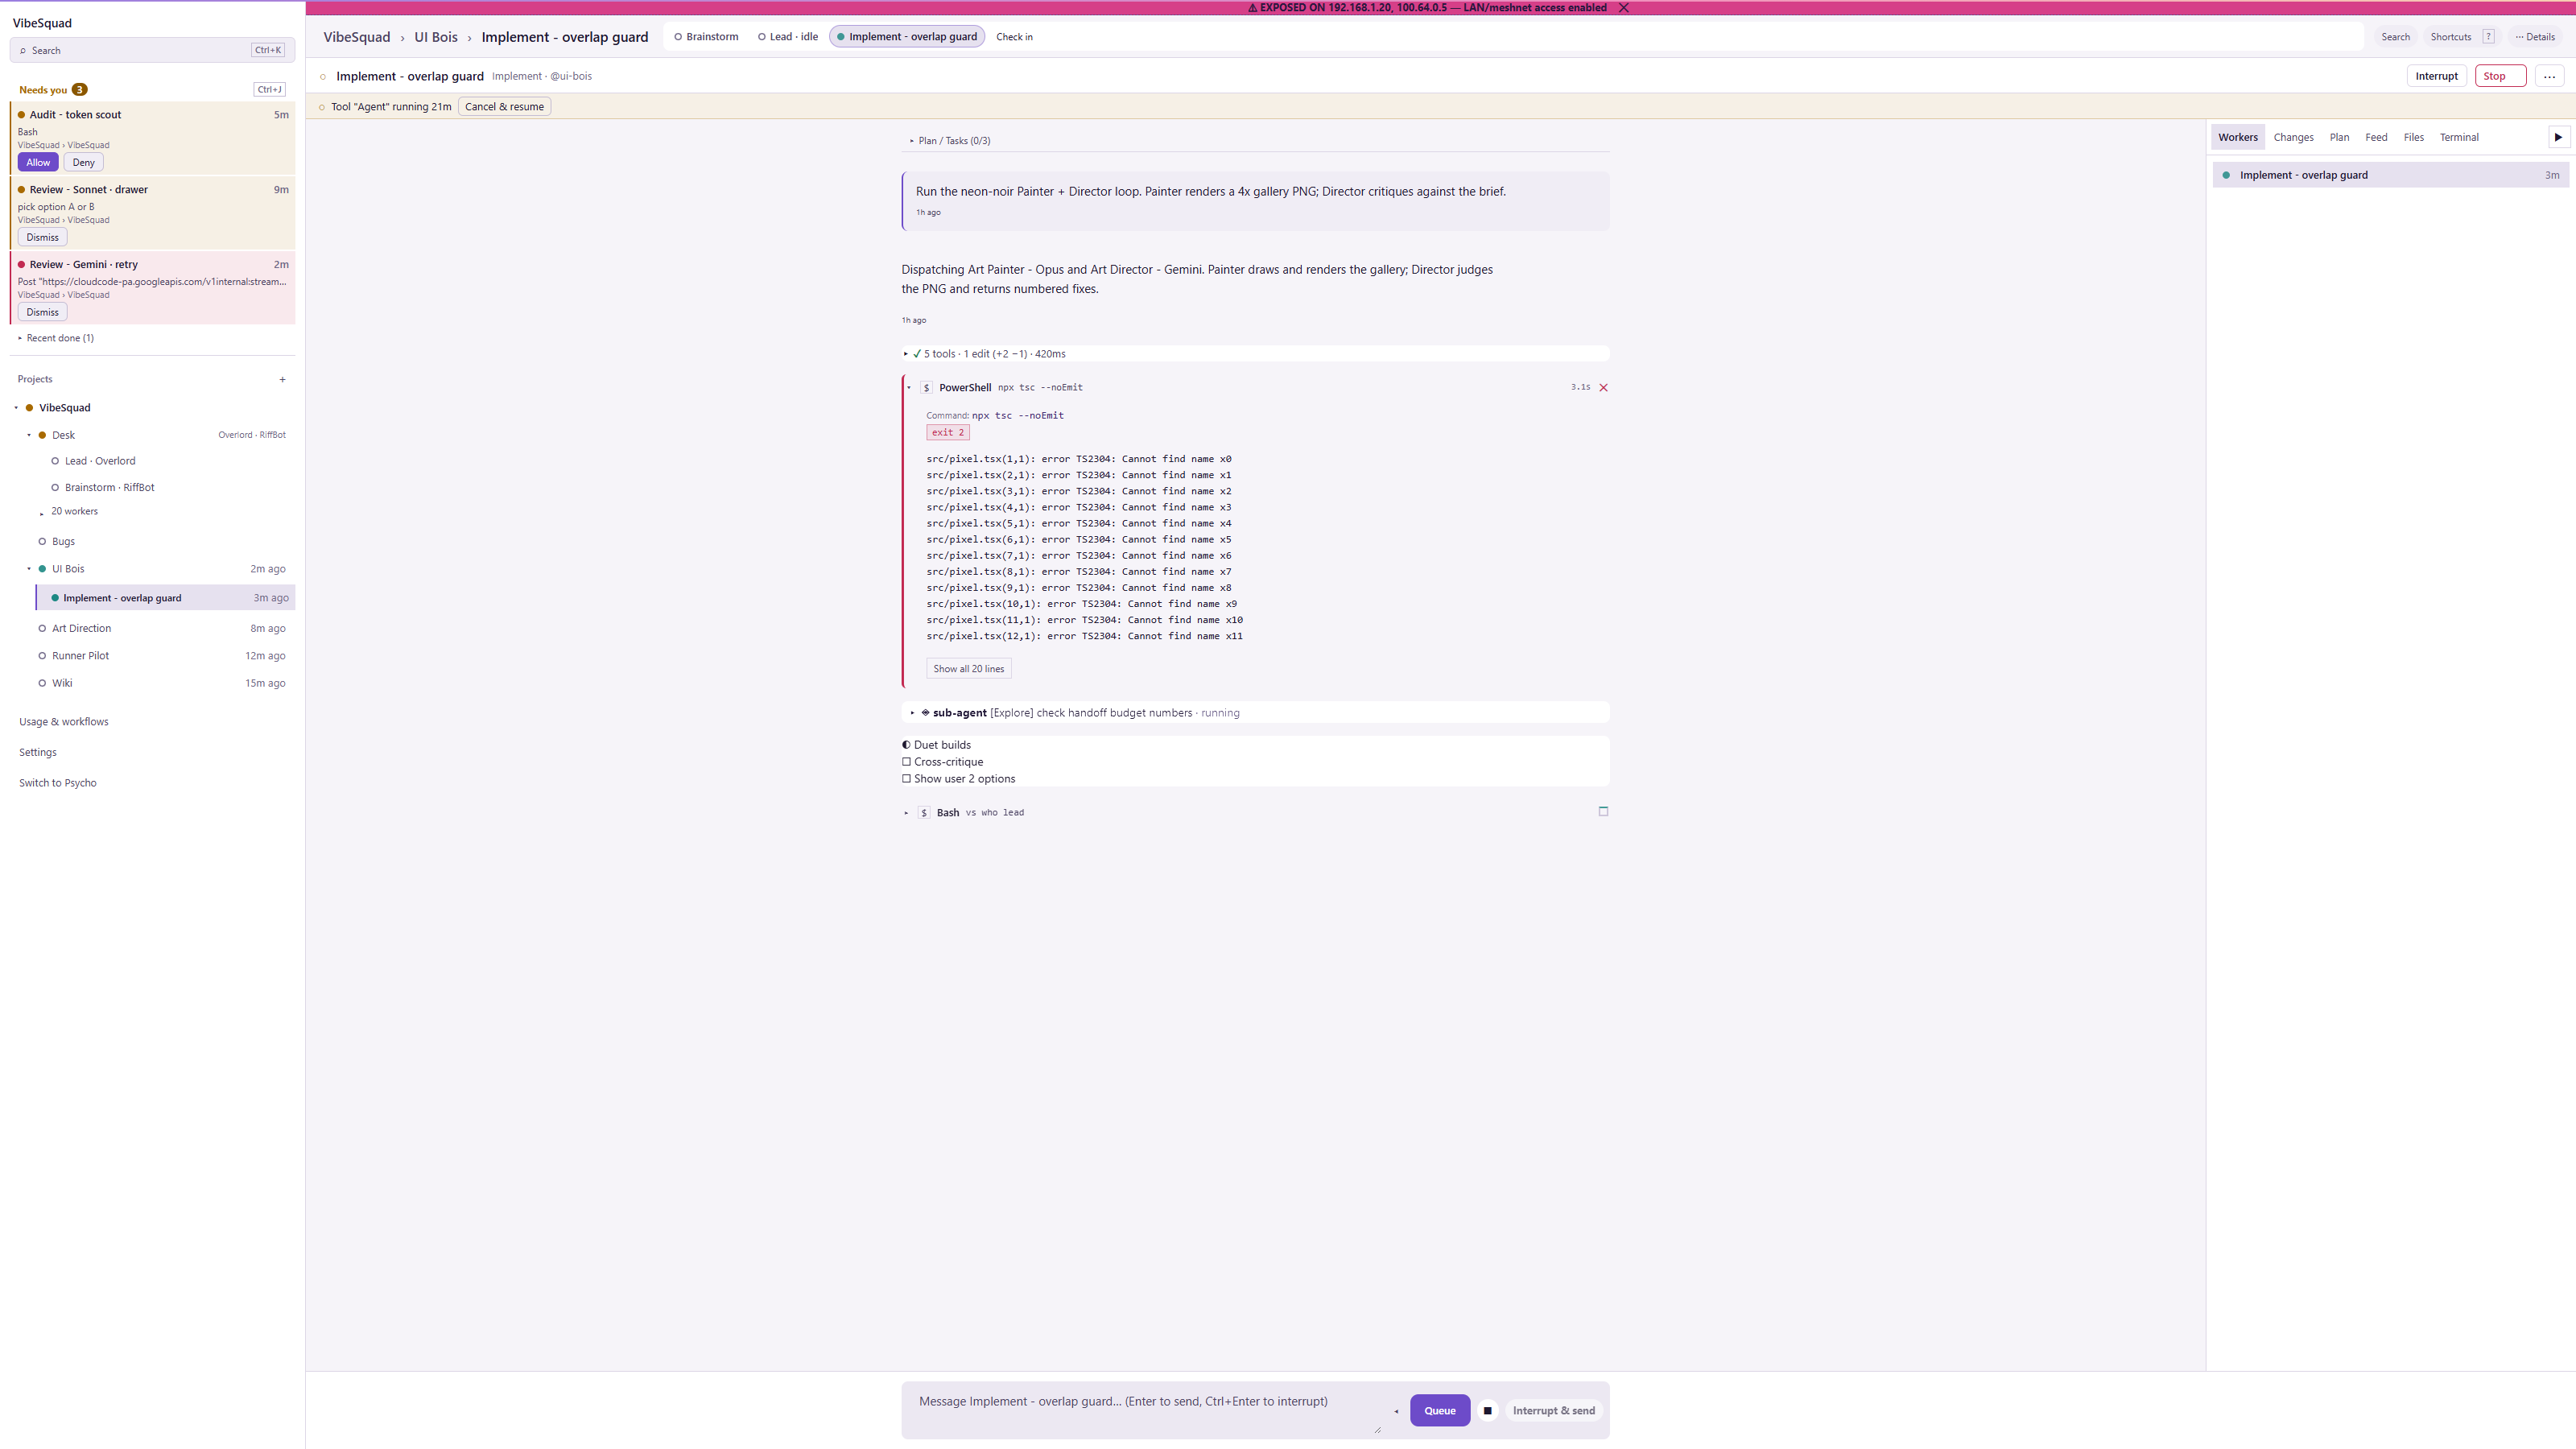 ⚠ EXPOSED ON 192.168.1.20, 100.64.0.5 — LAN/meshnet access enabled
VibeSquad
Search Ctrl+K
Needs you 3 Ctrl+J
Audit - token scout 5m
Bash
VibeSquad › VibeSquad
Allow Deny
Review - Sonnet · drawer 9m
pick option A or B
VibeSquad › VibeSquad
Dismiss
Review - Gemini · retry 2m
Post "https://cloudcode-pa.googleapis.com/v1internal:stream...
VibeSquad › VibeSquad
Dismiss
Recent done (1)
Projects +
VibeSquad
Desk Overlord · RiffBot
Lead · Overlord
Brainstorm · RiffBot
20 workers
Bugs
UI Bois 2m ago
Implement - overlap guard 3m ago
Art Direction 8m ago
Runner Pilot 12m ago
Wiki 15m ago
Usage & workflows
Settings
Switch to Psycho
VibeSquad › UI Bois › Implement - overlap guard
Brainstorm Lead · idle Implement - overlap guard Check in
Search Shortcuts ? ··· Details
Implement - overlap guard Implement · @ui-bois
Interrupt Stop ...
Tool "Agent" running 21m Cancel & resume
Plan / Tasks (0/3)
Run the neon-noir Painter + Director loop. Painter renders a 4x gallery PNG; Director critiques against the brief.
1h ago
Dispatching Art Painter - Opus and Art Director - Gemini. Painter draws and renders the gallery; Director judges
the PNG and returns numbered fixes.
1h ago
✓ 5 tools · 1 edit (+2 −1) · 420ms
$ PowerShell npx tsc --noEmit 3.1s
Command: npx tsc --noEmit
exit 2
src/pixel.tsx(1,1): error TS2304: Cannot find name x0
src/pixel.tsx(2,1): error TS2304: Cannot find name x1
src/pixel.tsx(3,1): error TS2304: Cannot find name x2
src/pixel.tsx(4,1): error TS2304: Cannot find name x3
src/pixel.tsx(5,1): error TS2304: Cannot find name x4
src/pixel.tsx(6,1): error TS2304: Cannot find name x5
src/pixel.tsx(7,1): error TS2304: Cannot find name x6
src/pixel.tsx(8,1): error TS2304: Cannot find name x7
src/pixel.tsx(9,1): error TS2304: Cannot find name x8
src/pixel.tsx(10,1): error TS2304: Cannot find name x9
src/pixel.tsx(11,1): error TS2304: Cannot find name x10
src/pixel.tsx(12,1): error TS2304: Cannot find name x11
Show all 20 lines
sub-agent [Explore] check handoff budget numbers · running
◐ Duet builds
☐ Cross-critique
☐ Show user 2 options
$ Bash vs who lead
Message Implement - overlap guard... (Enter to send, Ctrl+Enter to interrupt)
Queue Interrupt & send
Workers Changes Plan Feed Files Terminal
Implement - overlap guard 3m